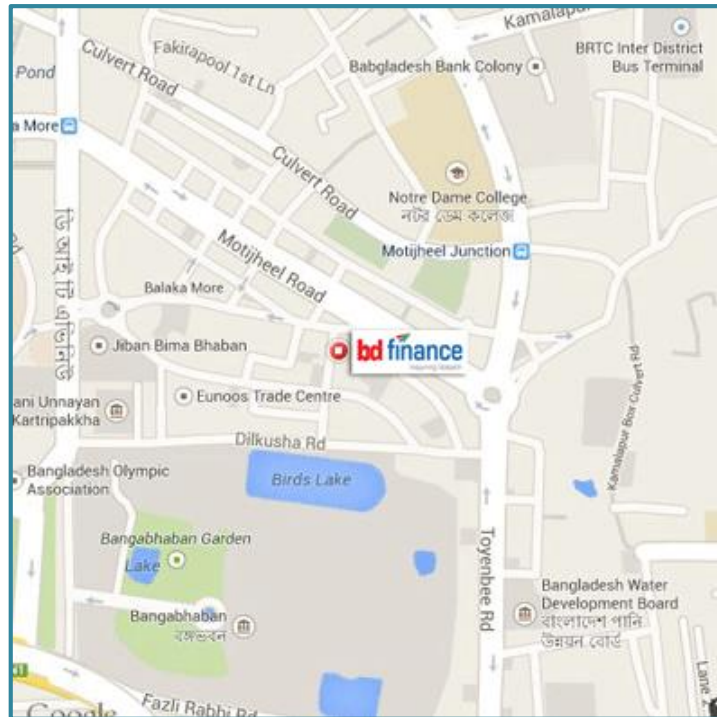 Kamalapur
Culvert Road
Fakirapool 1st Ln
BRTC Inter District
Bus Terminal
Pond
Babgladesh Bank Colony
a More
Culvert Road
Notre Dame College
নটর ডেম কলেজ
ডি আই টি এভিনিউ
Motijheel Road
Motijheel Junction
Balaka More
Jiban Bima Bhaban
bd finance
ani Unnayan
Kartripakkha
Eunoos Trade Centre
Kamalapur Box Culvert Rd
Dilkusha Rd
Bangladesh Olympic
Association
Birds Lake
Bangabhaban Garden
Lake
Toyenbee Rd
Bangabhaban
বঙ্গভবন
Bangladesh Water
Development Board
বাংলাদেশ পানি
উন্নয়ন বোর্ড
Fazli Rabbi Rd
Google